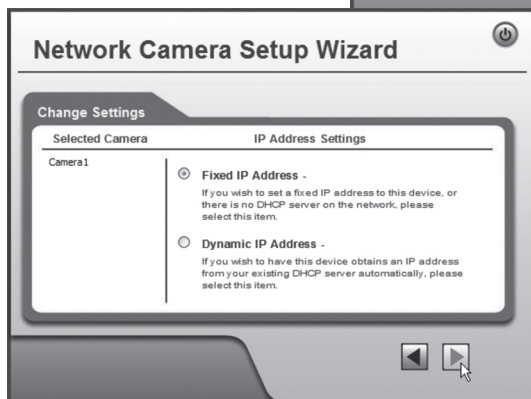 Network Camera Setup Wizard
Change Settings
Selected Camera
IP Address Settings
Camera1
Fixed IP Address -
If you wish to set a fixed IP address to this device, or
there is no DHCP server on the network, please
select this item.
Dynamic IP Address -
If you wish to have this device obtains an IP address
from your existing DHCP server automatically, please
select this item.